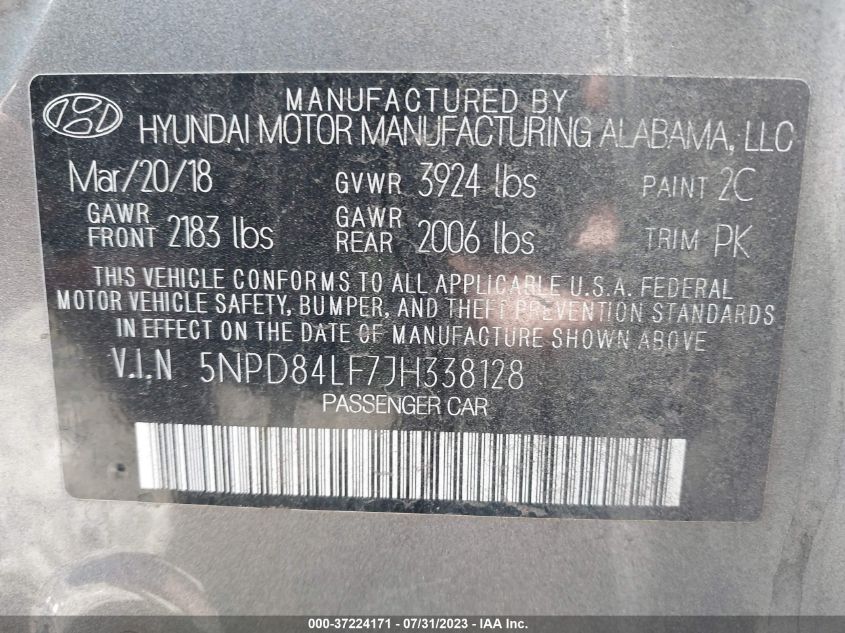 MANUFACTURED BY
HYUNDAI MOTOR MANUFACTURING ALABAMA, LLC
Mar/20/18 GVWR 3924 lbs PAINT 2C
GAWR FRONT 2183 lbs GAWR REAR 2006 lbs TRIM PK
THIS VEHICLE CONFORMS TO ALL APPLICABLE U.S.A. FEDERAL
MOTOR VEHICLE SAFETY, BUMPER, AND THEFT PREVENTION STANDARDS
IN EFFECT ON THE DATE OF MANUFACTURE SHOWN ABOVE.
V.I.N 5NPD84LF7JH338128
PASSENGER CAR
000-37224171 - 07/31/2023 - IAA Inc.